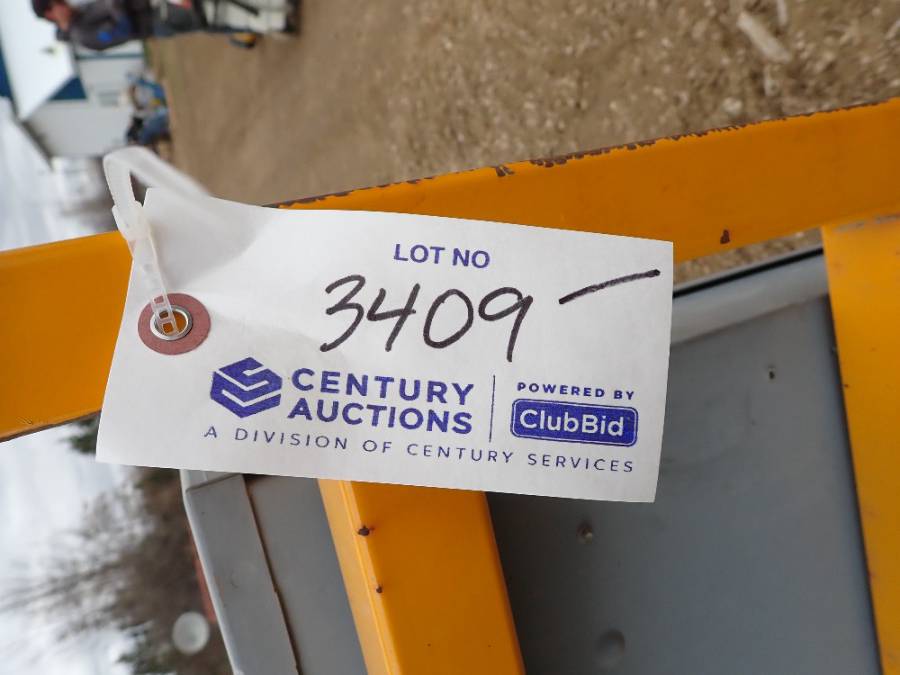 LOT NO
3409 —
CENTURY
AUCTIONS
A DIVISION OF CENTURY SERVICES
POWERED BY
ClubBid